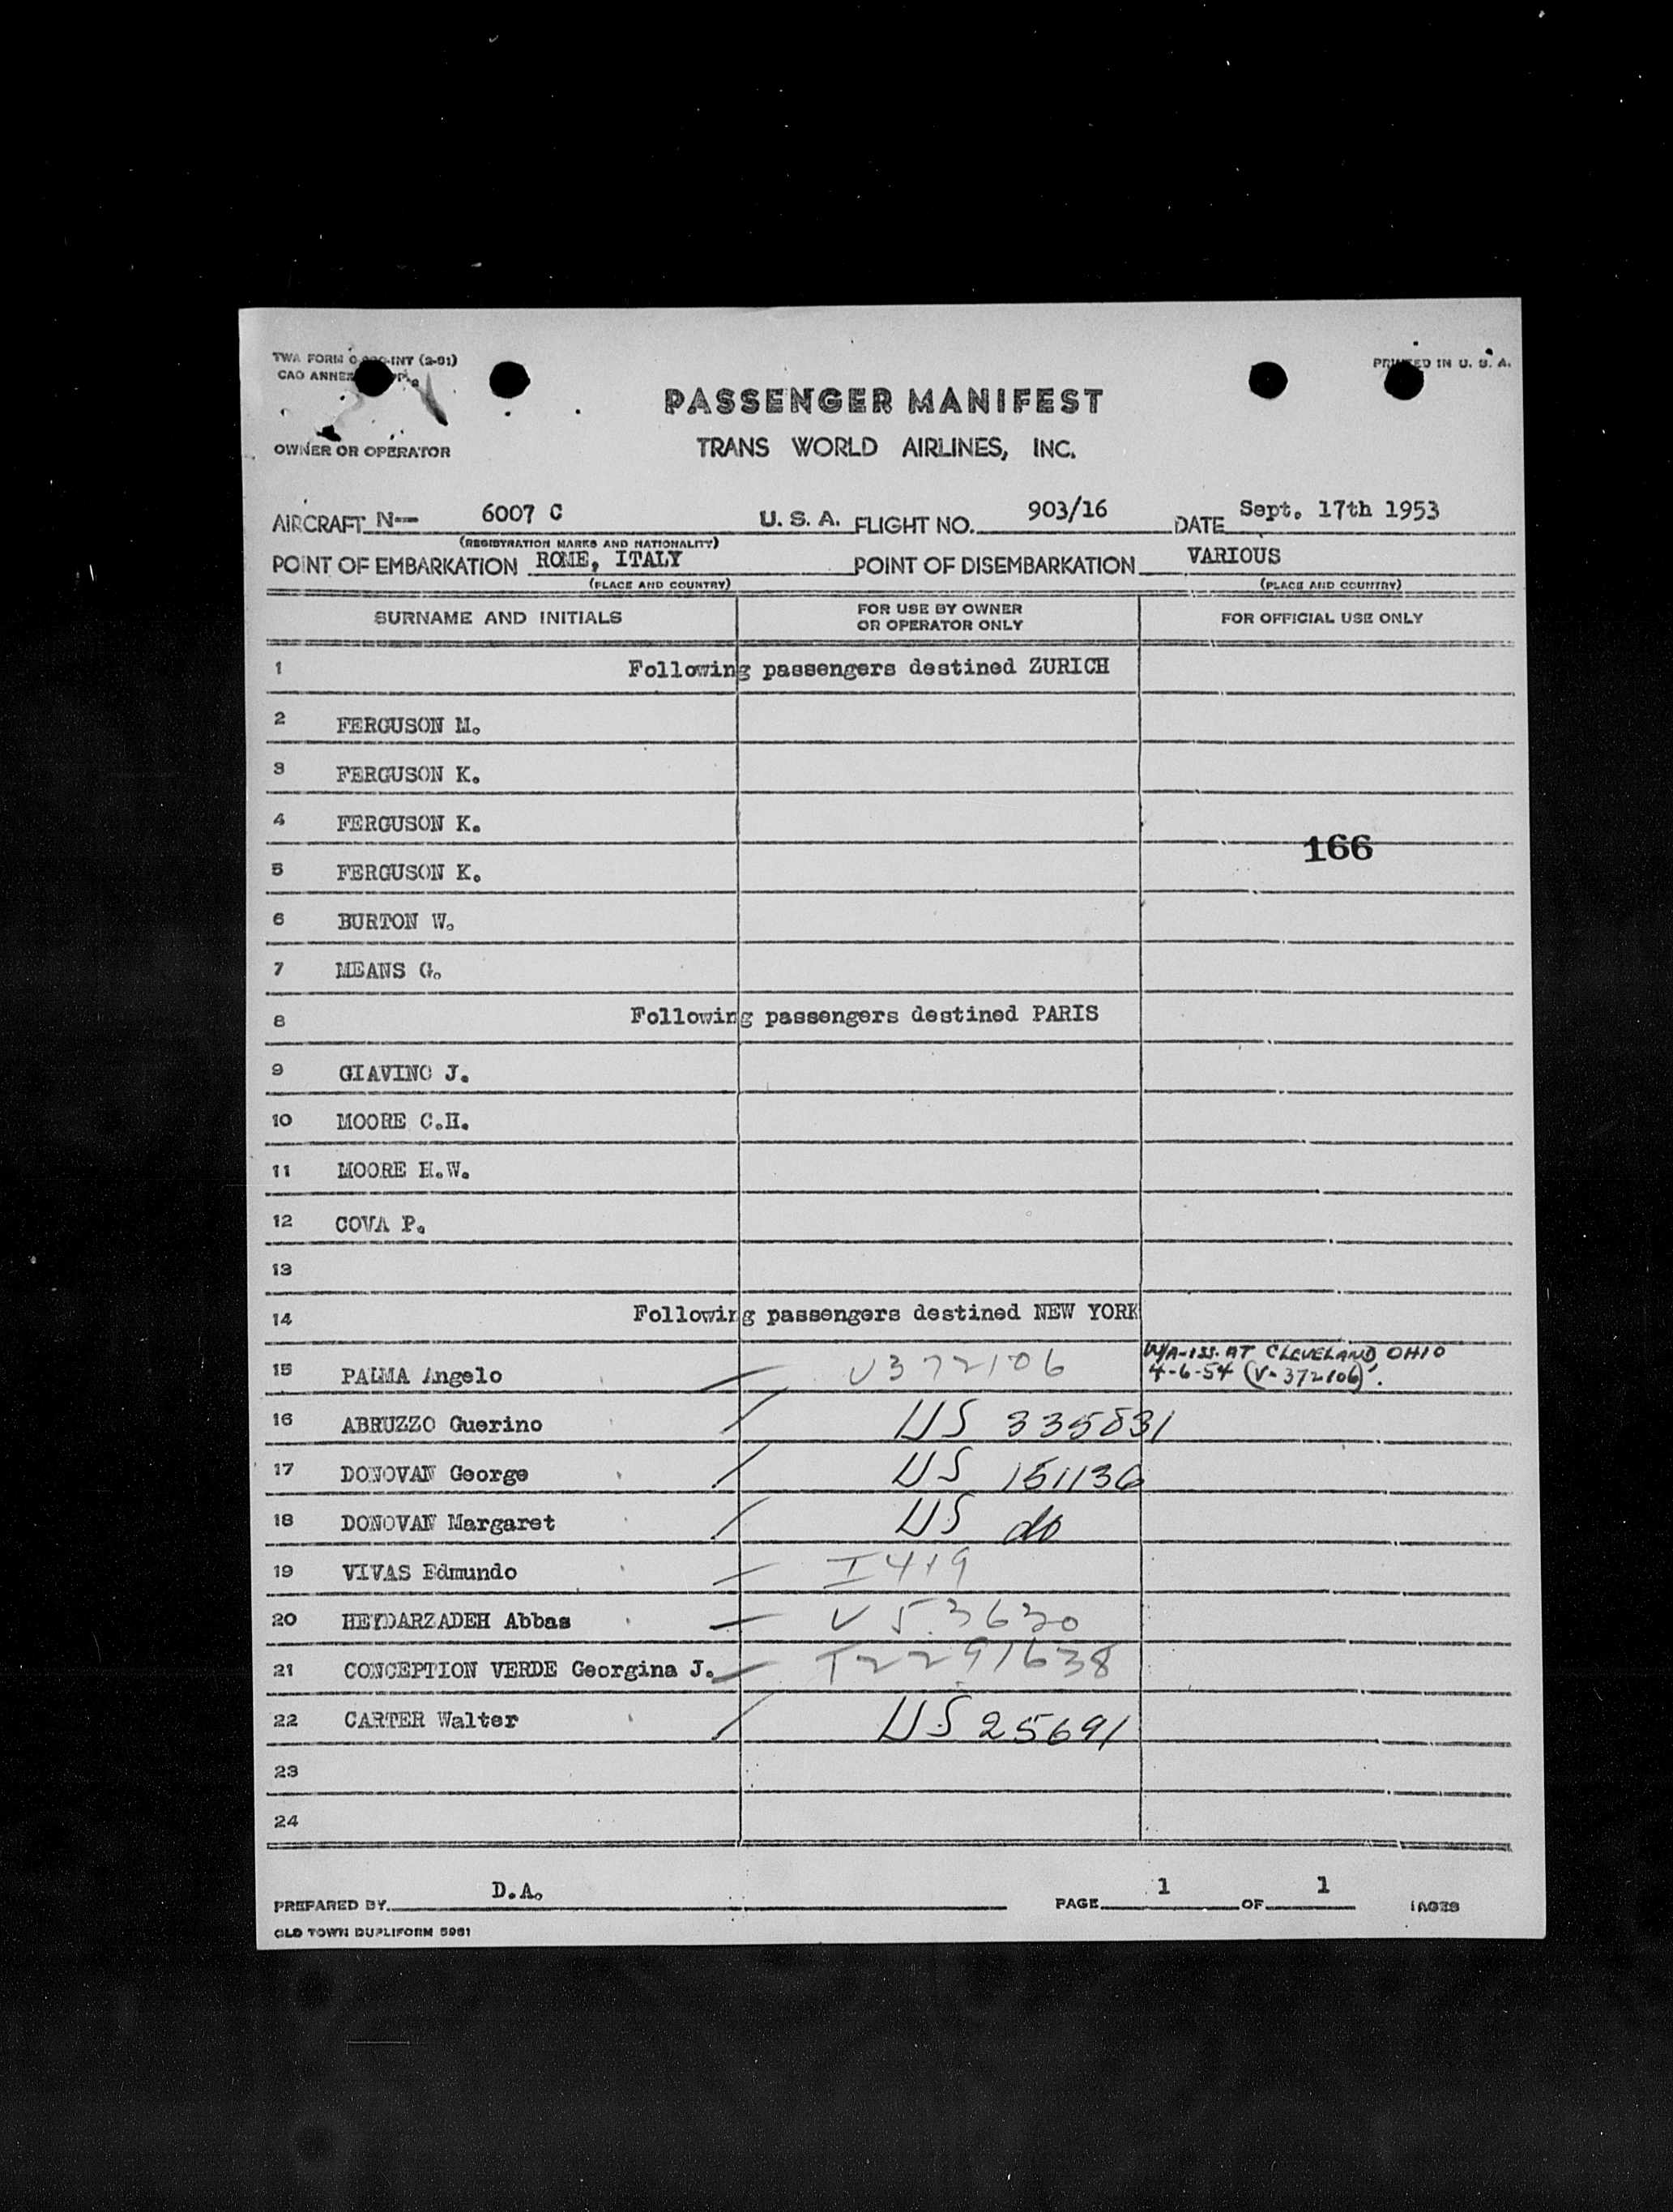 TWA FORM
PRINTED IN U. S. A.
CAO ANNEX
PASSENGER MANIFEST
OWNER OR OPERATOR
TRANS WORLD AIRLINES, INC.
AIRCRAFT N- 6007 C U. S. A. FLIGHT NO. 903/16 DATE Sept. 17th 1953
(REGISTRATION MARKS AND NATIONALITY)
POINT OF EMBARKATION ROME, ITALY POINT OF DISEMBARKATION VARIOUS
(PLACE AND COUNTRY) (PLACE AND COUNTRY)
SURNAME AND INITIALS FOR USE BY OWNER OR OPERATOR ONLY FOR OFFICIAL USE ONLY
1 Following passengers destined ZURICH
2 FERGUSON M.
3 FERGUSON K.
4 FERGUSON K.
166
5 FERGUSON K.
6 BURTON W.
7 MEANS G.
8 Following passengers destined PARIS
9 GIAVINO J.
10 MOORE C.H.
11 MOORE H.W.
12 COVA P.
13
14 Following passengers destined NEW YORK
15 PALMA Angelo V372106 W/A-ISS. AT CLEVELAND, OHIO
4-6-54 (V-372106).
16 ABRUZZO Guerino US 335831
17 DONOVAN George US 151136
18 DONOVAN Margaret US do
19 VIVAS Edmundo I419
20 HEYDARZADEH Abbas V 53630
21 CONCEPTION VERDE Georgina J. T2291638
22 CARTER Walter US 25691
23
24
PREPARED BY D.A. PAGE 1 OF 1 PAGES
OLD TOWN DUPLIFORM 5981